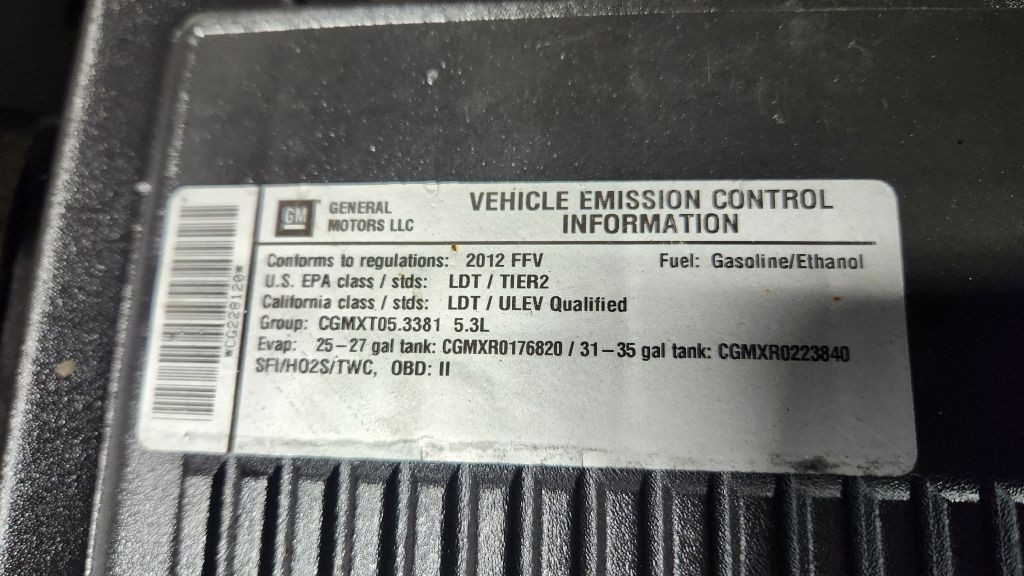 GM GENERAL MOTORS LLC
VEHICLE EMISSION CONTROL
INFORMATION
Conforms to regulations: 2012 FFV Fuel: Gasoline/Ethanol
U.S. EPA class / stds: LDT / TIER2
California class / stds: LDT / ULEV Qualified
Group: CGMXT05.3381 5.3L
Evap: 25-27 gal tank: CGMXR0176820 / 31-35 gal tank: CGMXR0223840
SFI/HO2S/TWC, OBD: II
WCG228120W